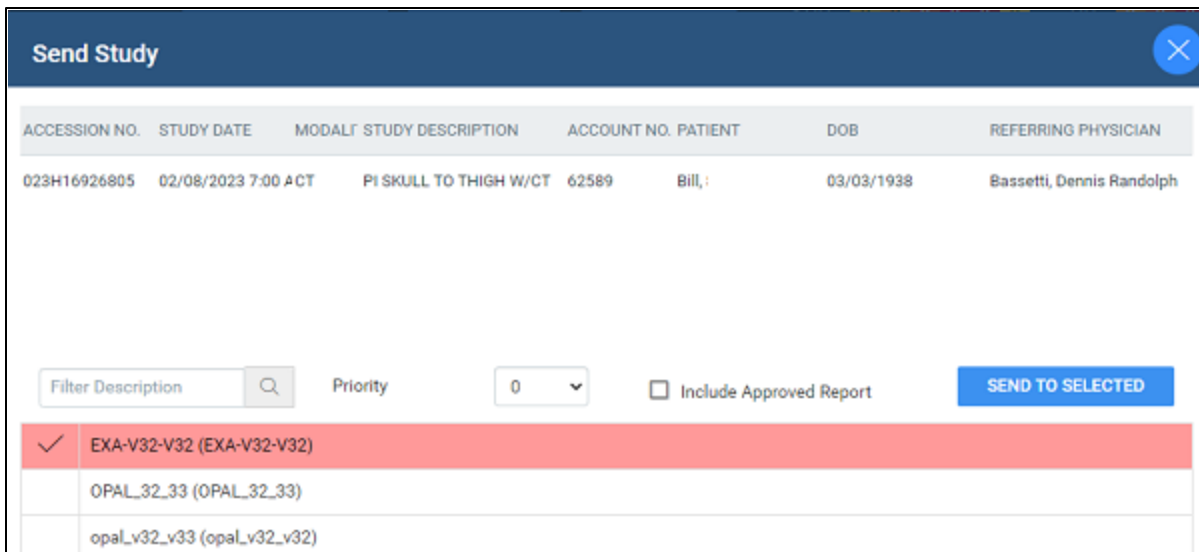 Send Study
ACCESSION NO. STUDY DATE MODALI STUDY DESCRIPTION ACCOUNT NO. PATIENT DOB REFERRING PHYSICIAN
023H16926805 02/08/2023 7:00 A CT PI SKULL TO THIGH W/CT 62589 Bill, 03/03/1938 Bassetti, Dennis Randolph
Filter Description Priority 0 Include Approved Report SEND TO SELECTED
EXA-V32-V32 (EXA-V32-V32)
OPAL_32_33 (OPAL_32_33)
opal_v32_v33 (opal_v32_v32)